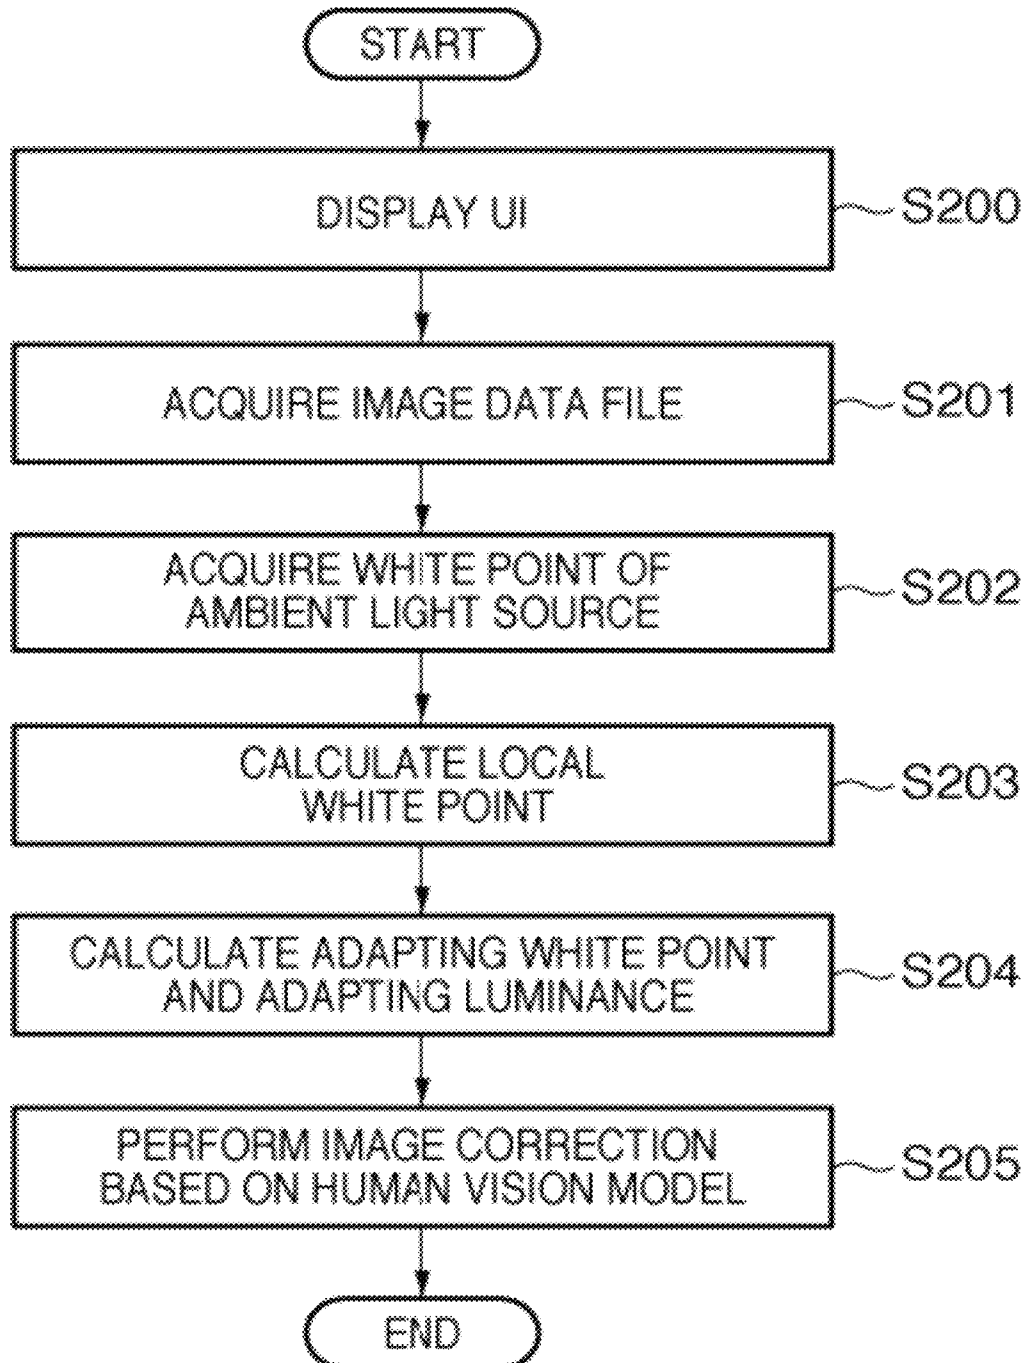 START
DISPLAY UI
S200
ACQUIRE IMAGE DATA FILE
S201
ACQUIRE WHITE POINT OF
AMBIENT LIGHT SOURCE
S202
CALCULATE LOCAL
WHITE POINT
S203
CALCULATE ADAPTING WHITE POINT
AND ADAPTING LUMINANCE
S204
PERFORM IMAGE CORRECTION
BASED ON HUMAN VISION MODEL
S205
END